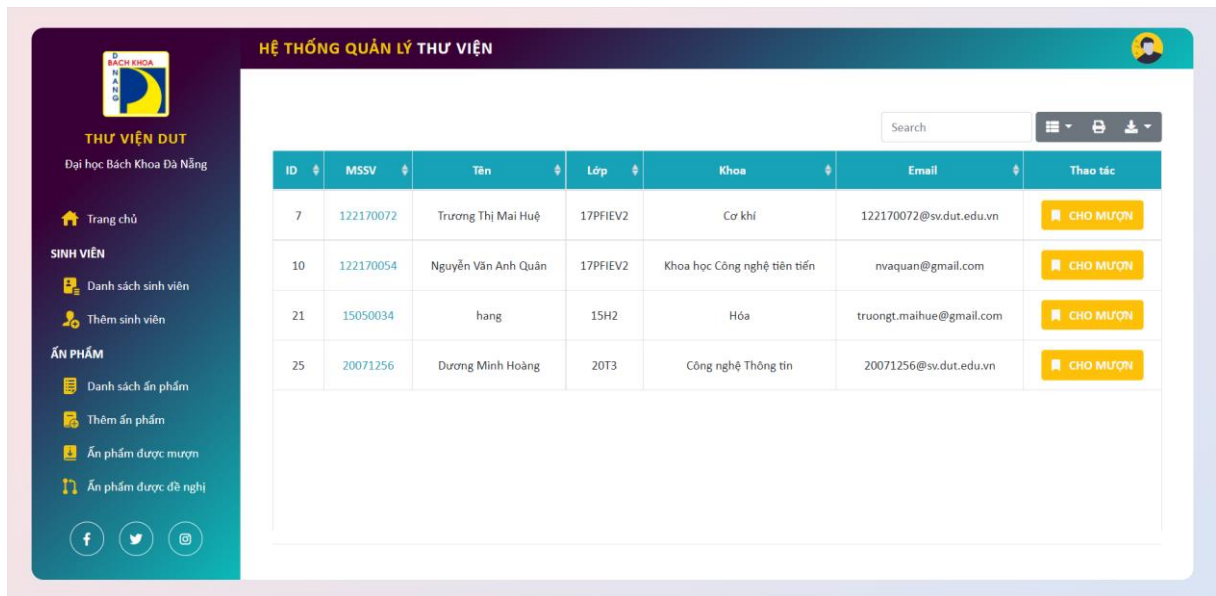 ĐA NANG
BACH KHOA
THƯ VIỆN DUT
Đại học Bách Khoa Đà Nẵng
Trang chủ
SINH VIÊN
Danh sách sinh viên
Thêm sinh viên
ẤN PHẨM
Danh sách ấn phẩm
Thêm ấn phẩm
Ấn phẩm được mượn
Ấn phẩm được đề nghị
HỆ THỐNG QUẢN LÝ THƯ VIỆN
Search
ID MSSV Tên Lớp Khoa Email Thao tác
7 122170072 Trương Thị Mai Huệ 17PFIEV2 Cơ khí 122170072@sv.dut.edu.vn CHO MƯỢN
10 122170054 Nguyễn Văn Anh Quân 17PFIEV2 Khoa học Công nghệ tiên tiến nvaquan@gmail.com CHO MƯỢN
21 15050034 hang 15H2 Hóa truongt.maihue@gmail.com CHO MƯỢN
25 20071256 Dương Minh Hoàng 20T3 Công nghệ Thông tin 20071256@sv.dut.edu.vn CHO MƯỢN